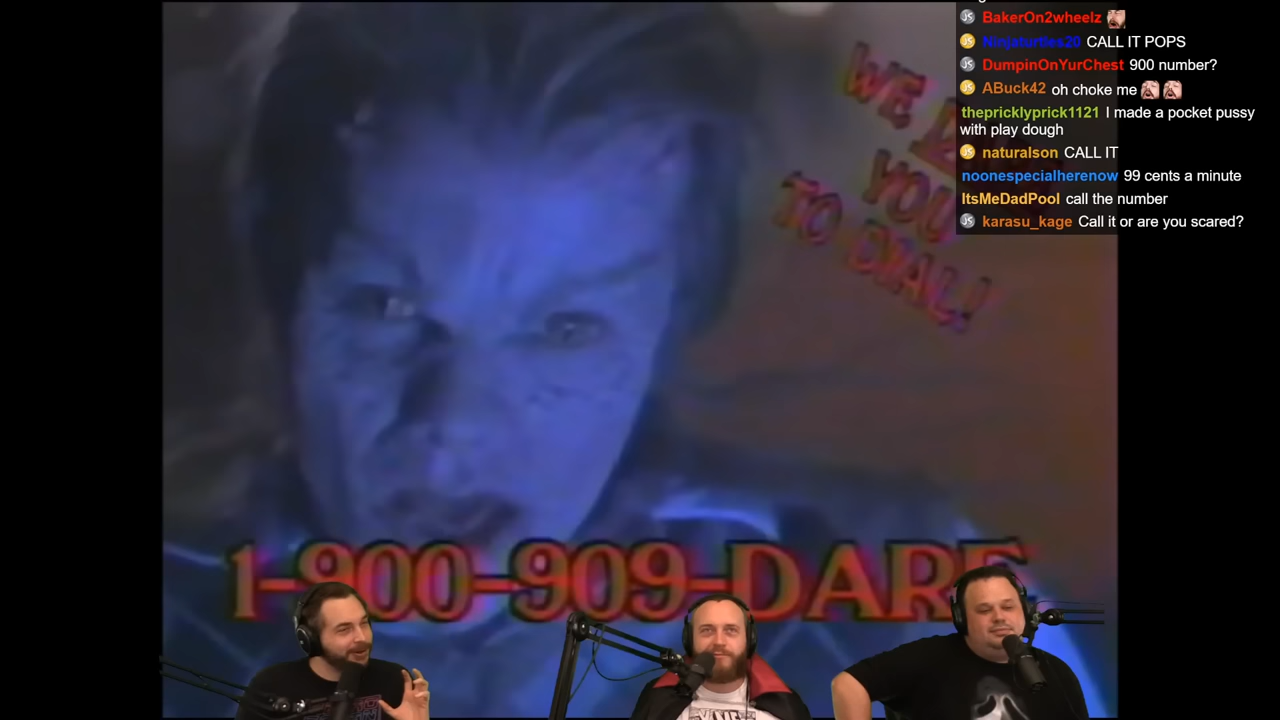 BakerOn2wheelz
Ninjaturtles20 CALL IT POPS
DumpinOnYurChest 900 number?
ABuck42 oh choke me
thepricklyprick1121 I made a pocket pussy
with play dough
naturalson CALL IT
noonespecialherenow 99 cents a minute
ItsMeDadPool call the number
karasu_kage Call it or are you scared?
WE
YOU
TO DIAL!
1-900-909-DARE